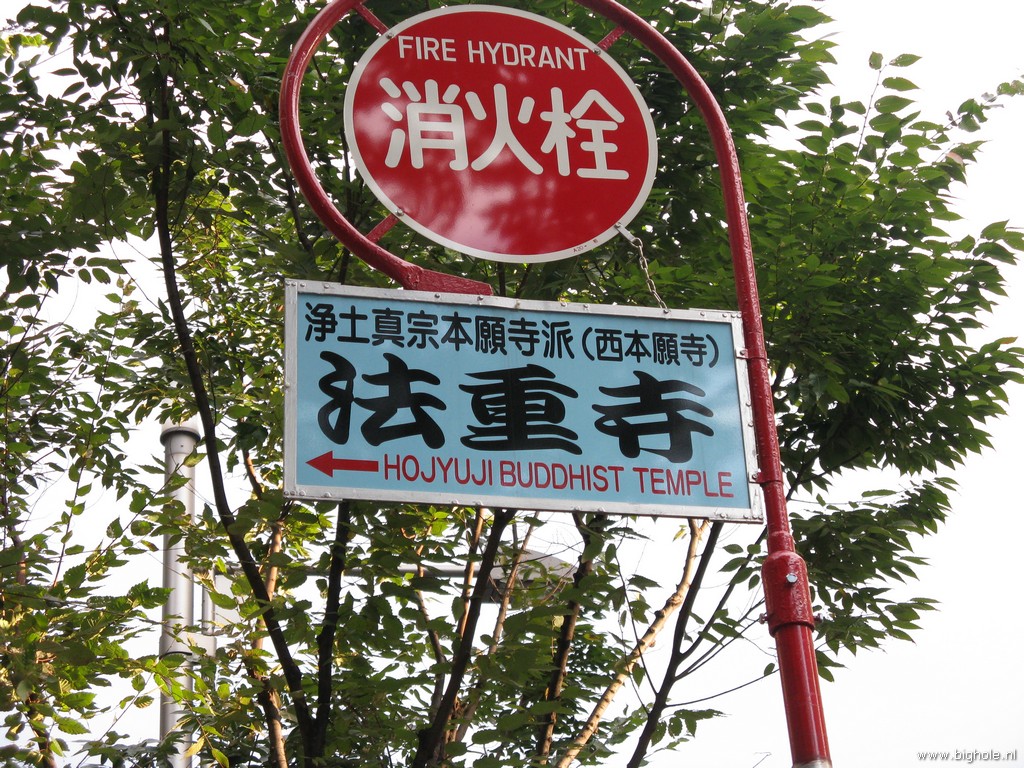 FIRE HYDRANT
消火栓
浄土真宗本願寺派(西本願寺)
法重寺
HOJYUJI BUDDHIST TEMPLE
www.bighole.nl